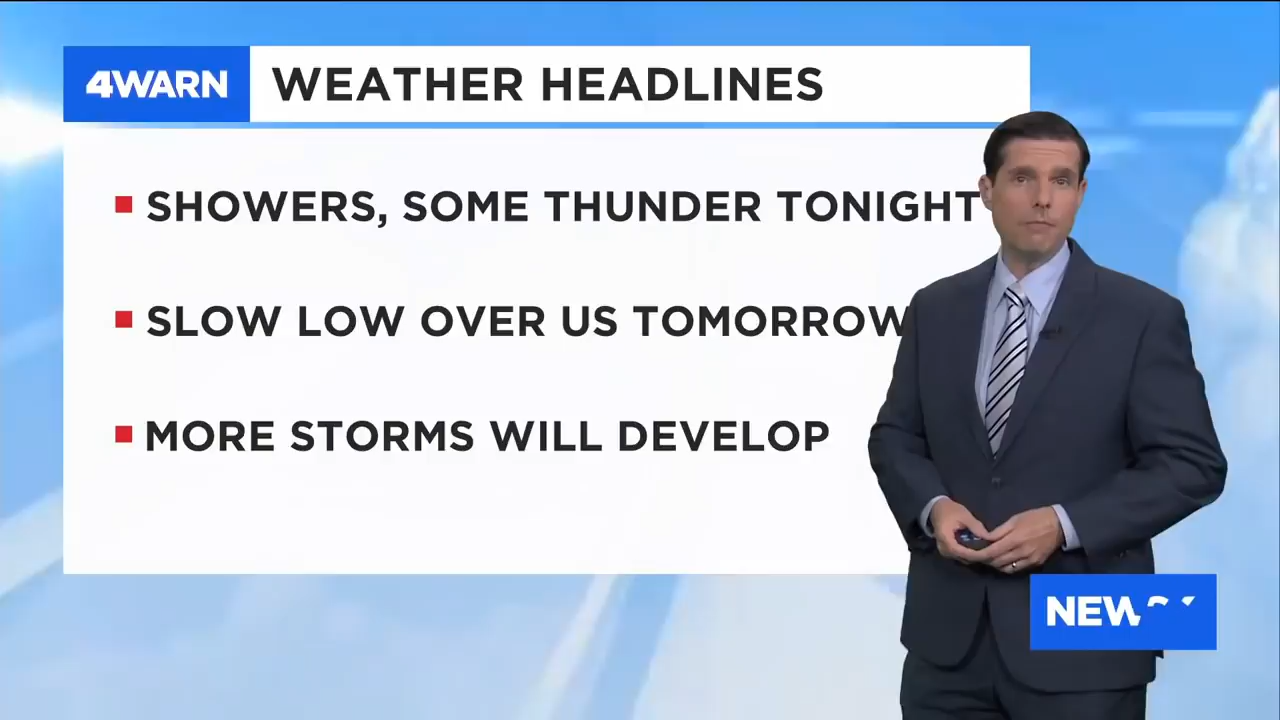 4WARN WEATHER HEADLINES
SHOWERS, SOME THUNDER TONIGHT
SLOW LOW OVER US TOMORROW
MORE STORMS WILL DEVELOP